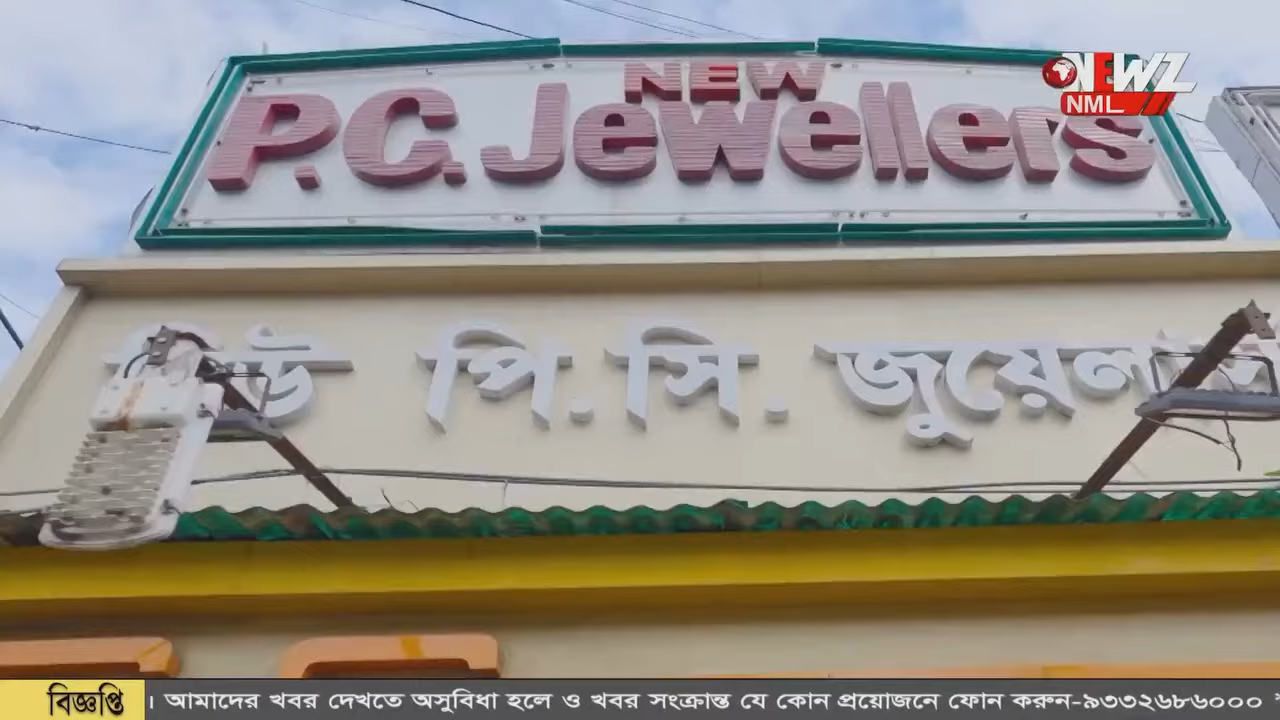 NEW
P.C. Jewellers
NEWZ
NML
নিউ পি.সি. জুয়েলার্স
বিজ্ঞপ্তি
। আমাদের খবর দেখতে অসুবিধা হলে ও খবর সংক্রান্ত যে কোন প্রয়োজনে ফোন করুন-৯৩৩২৬৮৬০০০